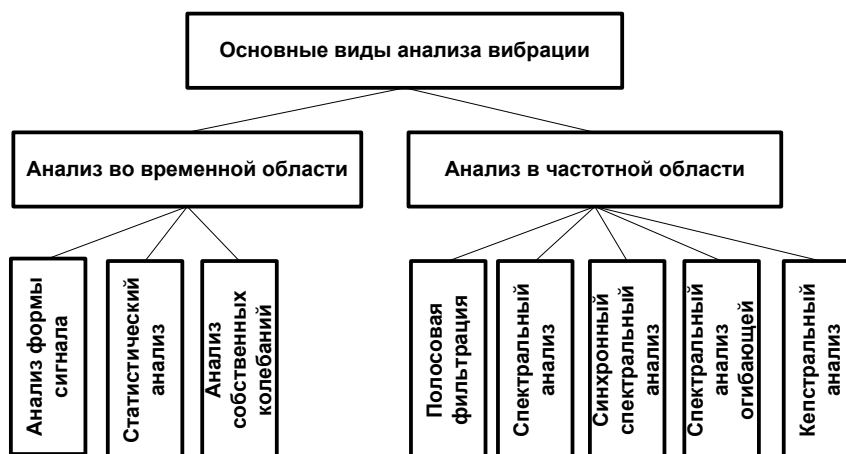 Основные виды анализа вибрации
Анализ во временной области
Анализ в частотной области
Анализ формы
сигнала
Статистический
анализ
Анализ
собственных
колебаний
Полосовая
фильтрация
Спектральный
анализ
Синхронный
спектральный
анализ
Спектральный
анализ
огибающей
Кепстральный
анализ